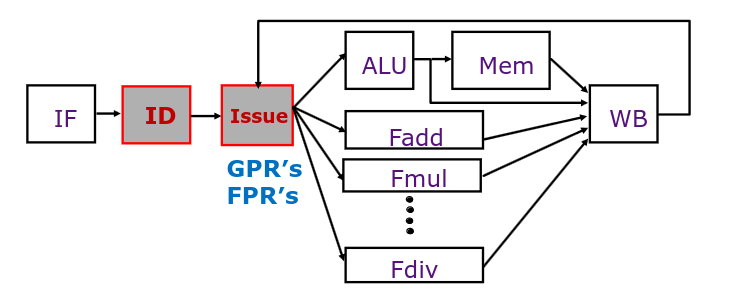 IF
ID
Issue
GPR's
FPR's
ALU
Mem
Fadd
Fmul
Fdiv
WB